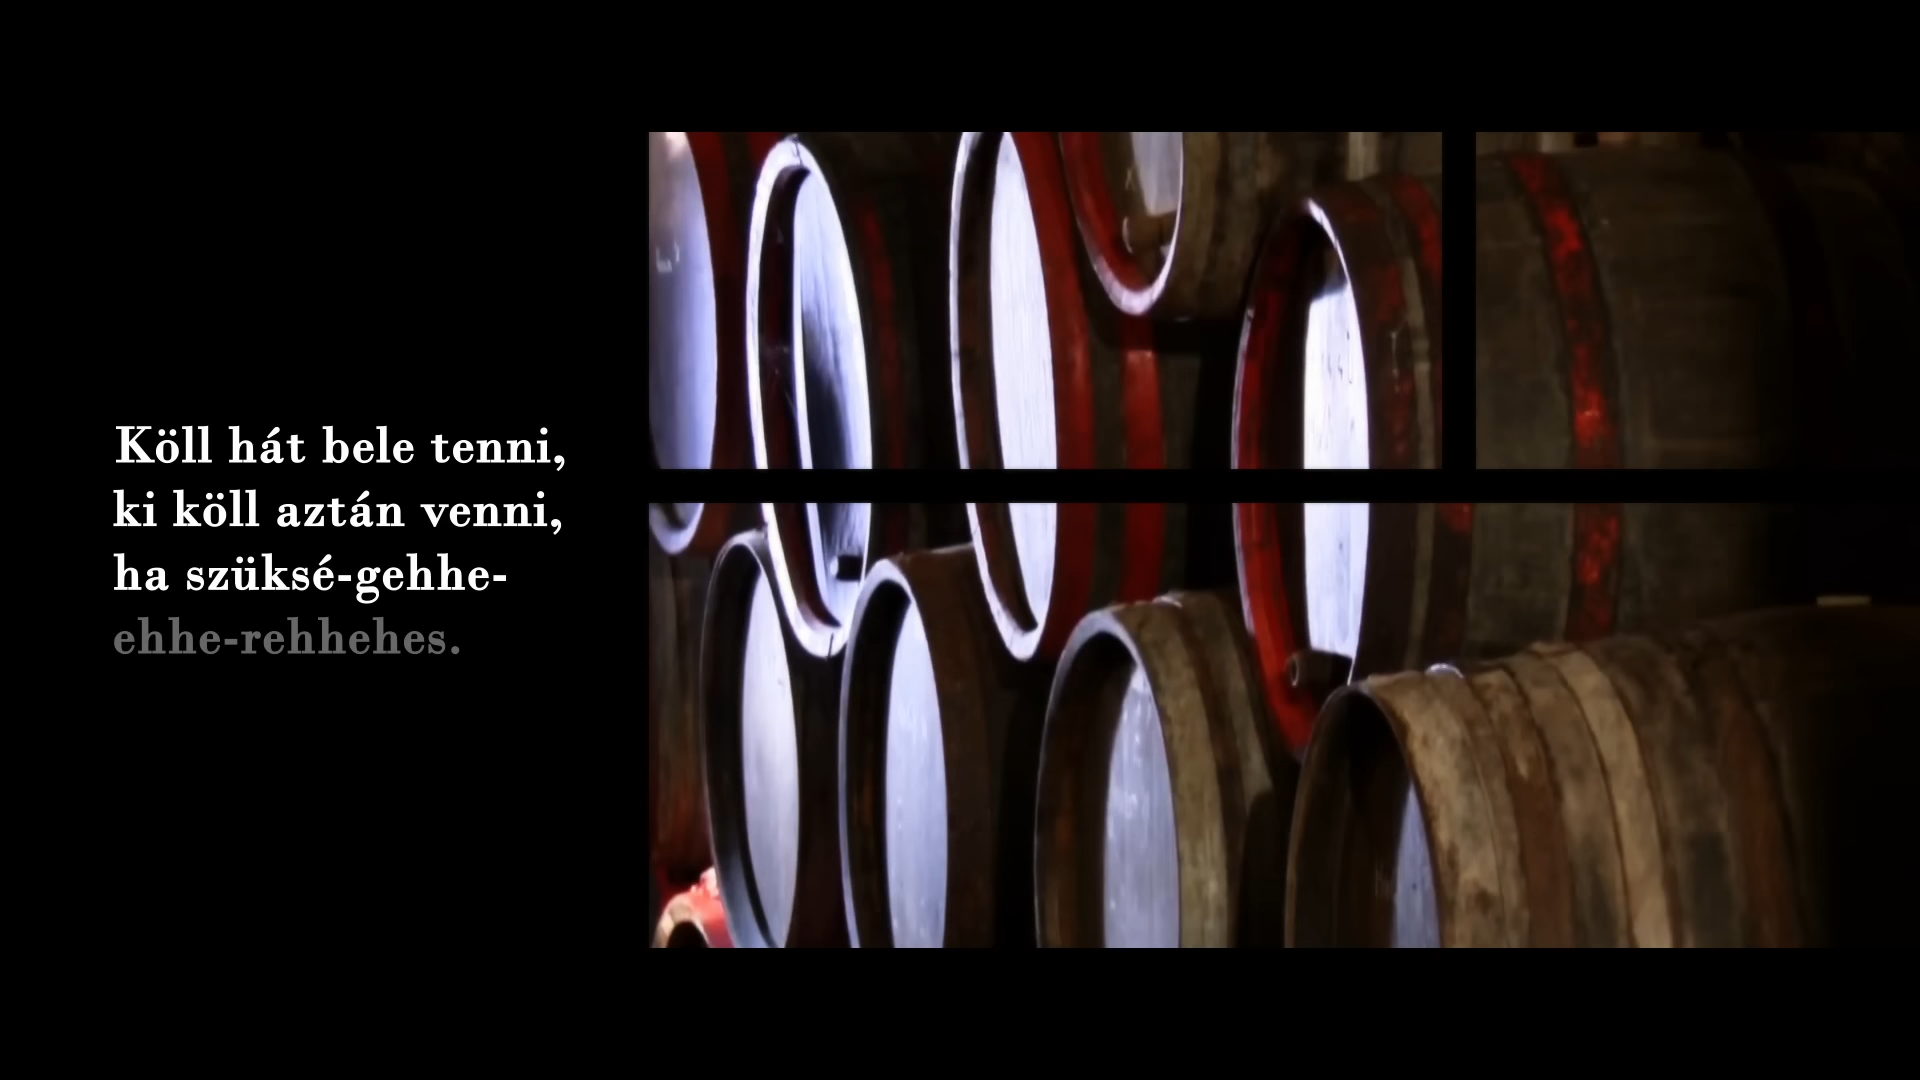 Köll hát bele tenni,
ki köll aztán venni,
ha szüksé-gehhe-
ehhe-rehhehes.